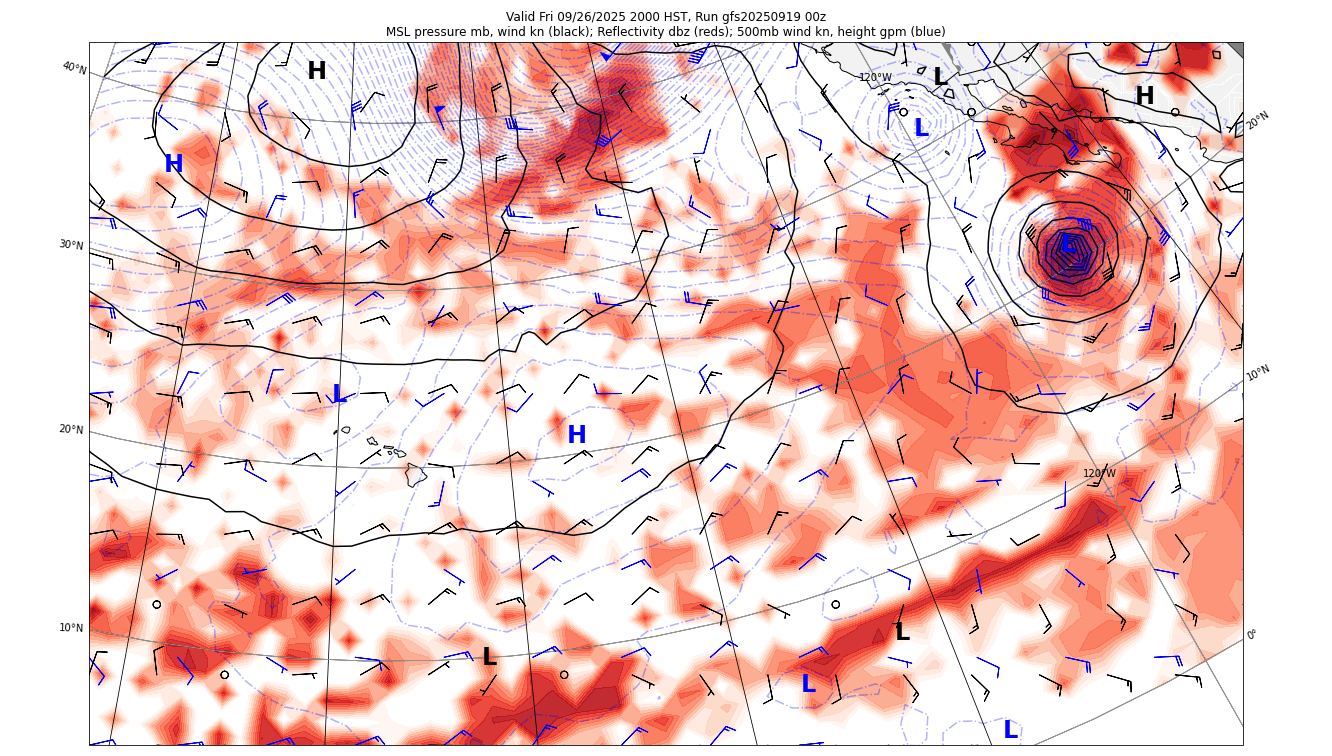 Valid Fri 09/26/2025 2000 HST, Run gfs20250919 00z
MSL pressure mb, wind kn (black); Reflectivity dbz (reds); 500mb wind kn, height gpm (blue)
40°N
H
120°W
L
H
20°N
L
H
30°N
L
10°N
L
H
20°N
120°W
10°N
L
0°
L
L
L